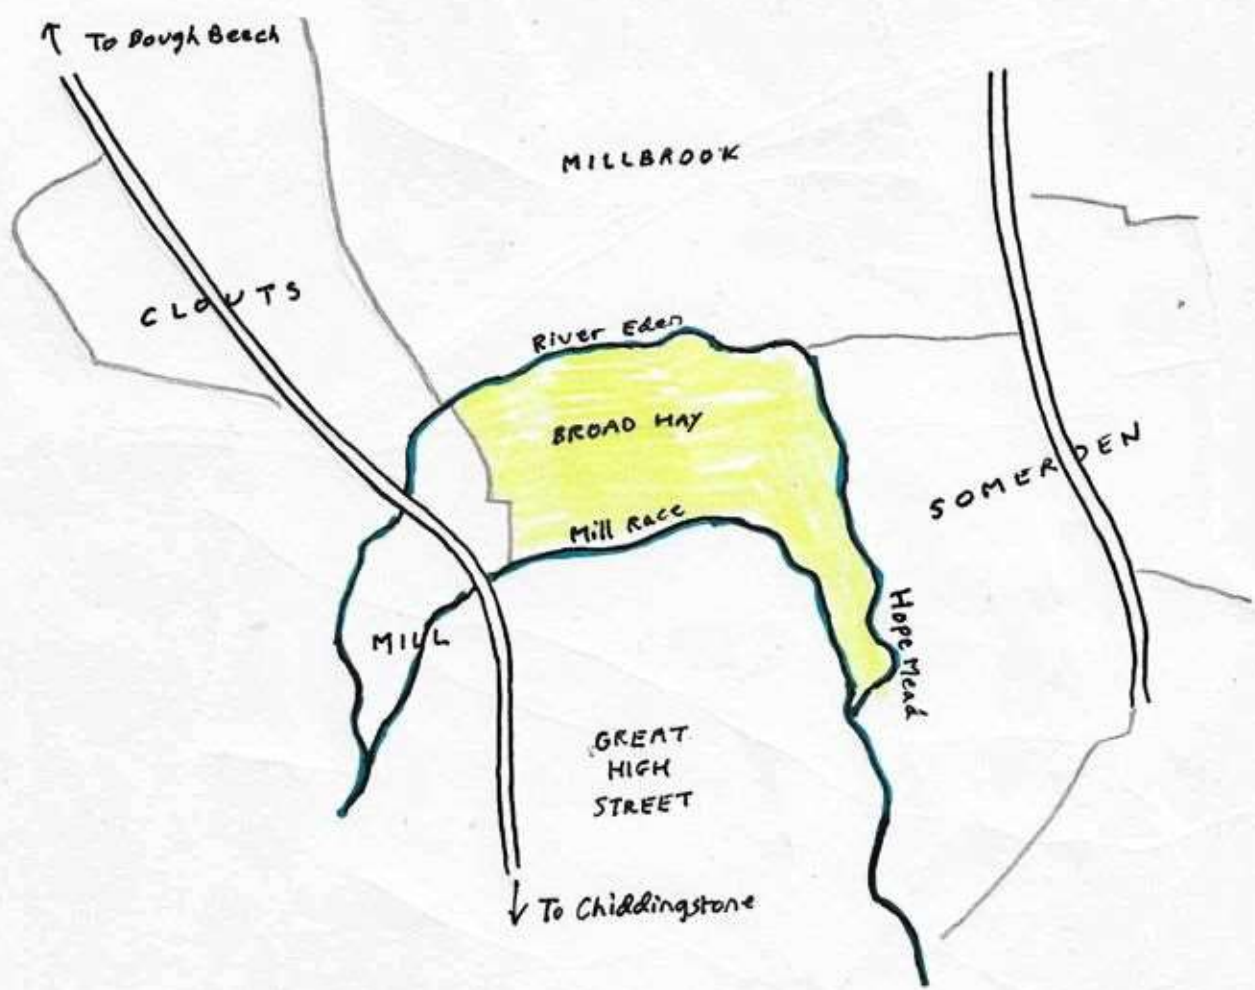 ↑ To Bough Beech
MILLBROOK
CLOUTS
River Eden
BROAD HAY
SOMERDEN
Mill Race
Hope Mead
MILL
GREAT
HIGH
STREET
↓ To Chiddingstone